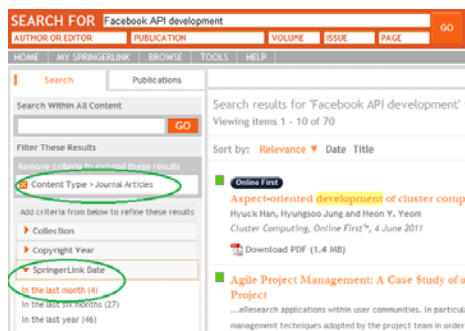 SEARCH FOR Facebook API development
GO
AUTHOR OR EDITOR PUBLICATION VOLUME ISSUE PAGE
HOME MY SPRINGERLINK BROWSE TOOLS HELP
Search Publications
Search Within All Content
GO
Filter These Results
Remove criteria to expand these results
Content Type > Journal Articles
Add criteria from below to refine these results
Collection
Copyright Year
SpringerLink Date
In the last month (4)
In the last six months (27)
In the last year (46)
Search results for 'Facebook API development'
Viewing items 1 - 10 of 70
Sort by: Relevance ▼ Date Title
Online First
Aspect-oriented development of cluster comp
Hyuck Han, Hyungsoo Jung and Heon Y. Yeom
Cluster Computing, Online First™, 4 June 2011
Download PDF (1.4 MB)
Agile Project Management: A Case Study of a
Project
...eResearch applications within user communities. In particul
management techniques adopted by the project team in order